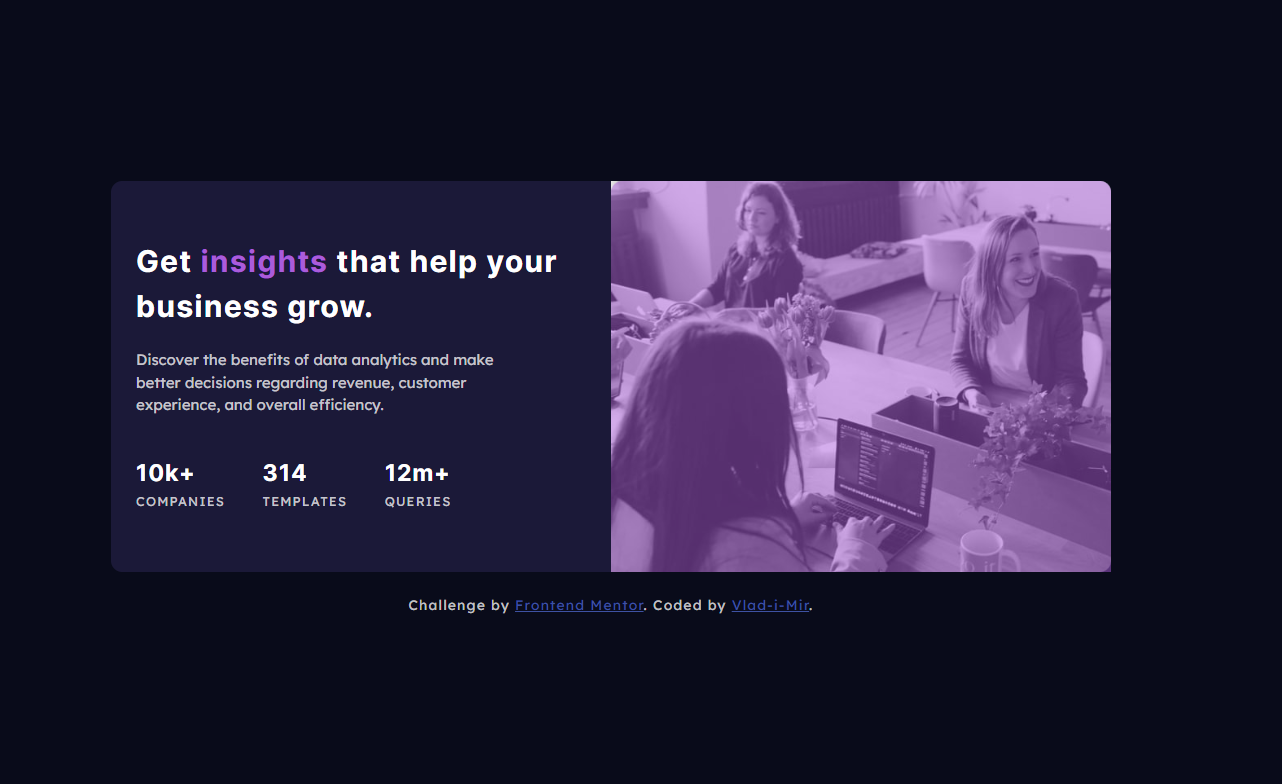 Get insights that help your
business grow.
Discover the benefits of data analytics and make
better decisions regarding revenue, customer
experience, and overall efficiency.
10k+ 314 12m+
COMPANIES TEMPLATES QUERIES
Challenge by Frontend Mentor. Coded by Vlad-i-Mir.